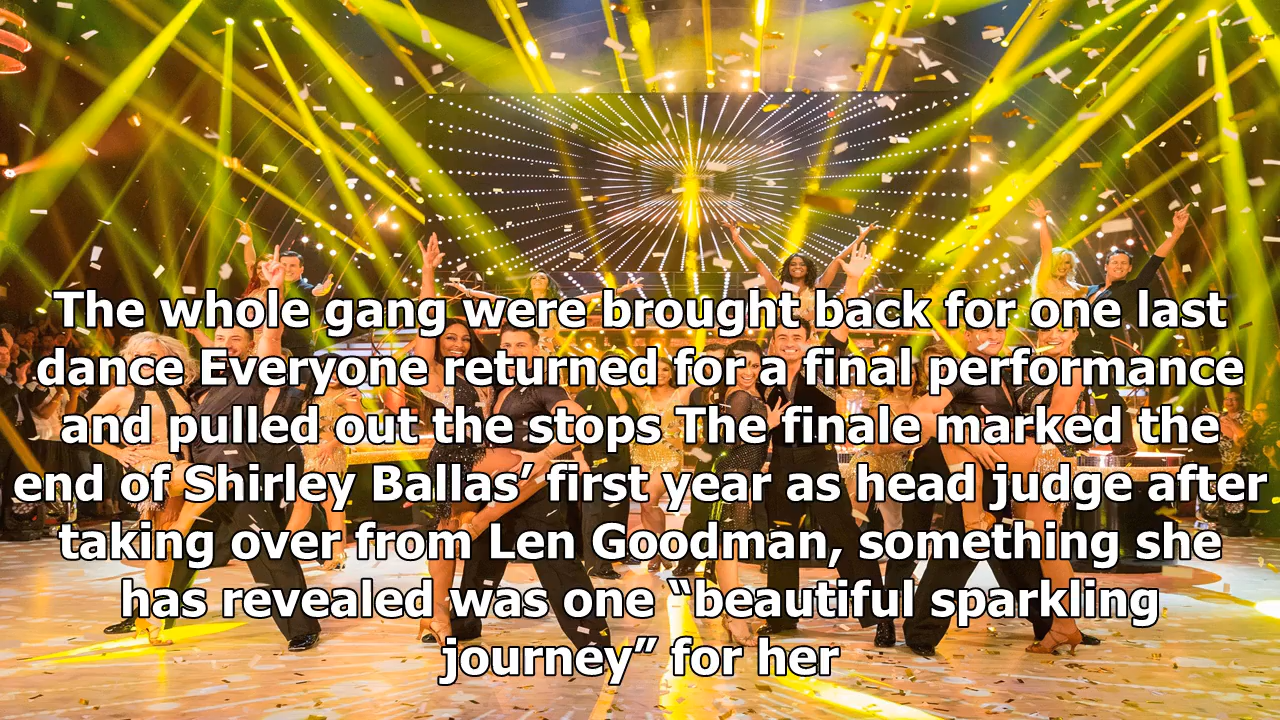 The whole gang were brought back for one last
dance Everyone returned for a final performance
and pulled out the stops The finale marked the
end of Shirley Ballas’ first year as head judge after
taking over from Len Goodman, something she
has revealed was one “beautiful sparkling
journey” for her